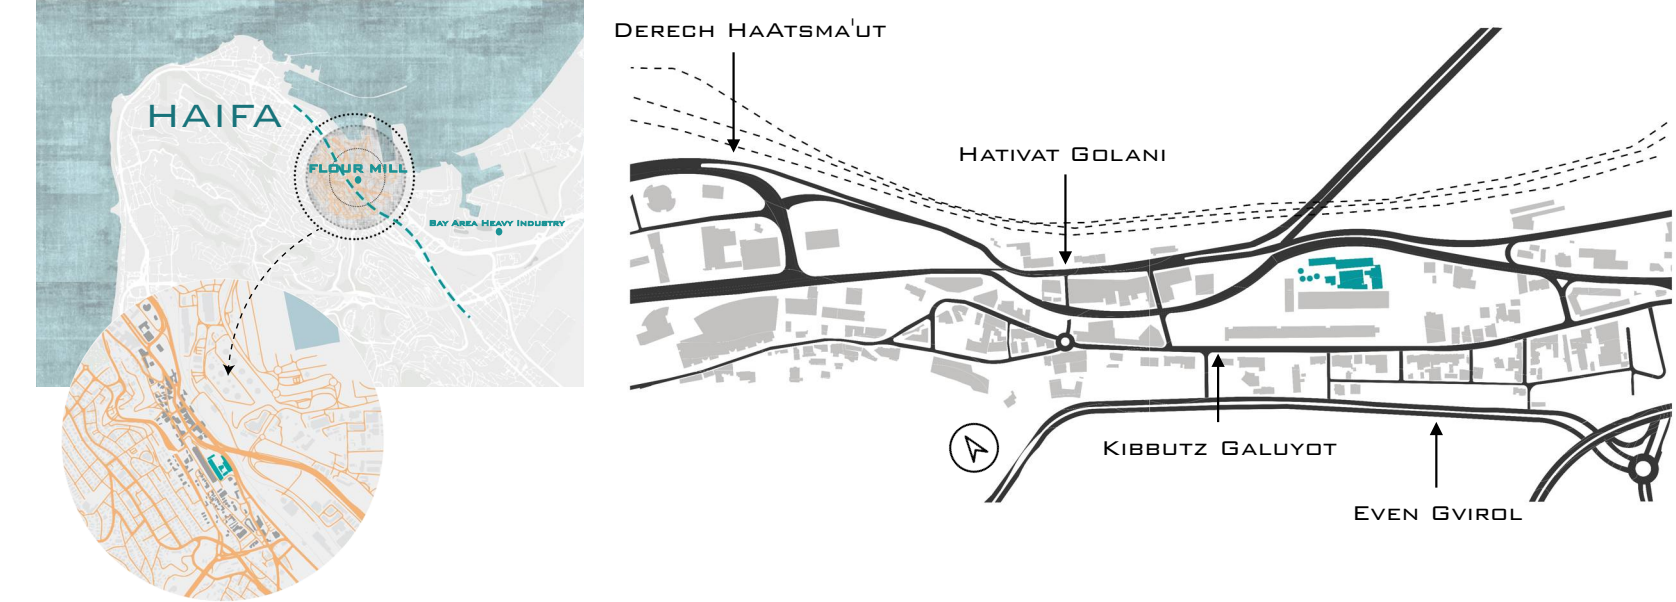 HAIFA
FLOUR MILL
BAY AREA HEAVY INDUSTRY
DERECH HAATSMA'UT
HATIVAT GOLANI
KIBBUTZ GALUYOT
EVEN GVIROL